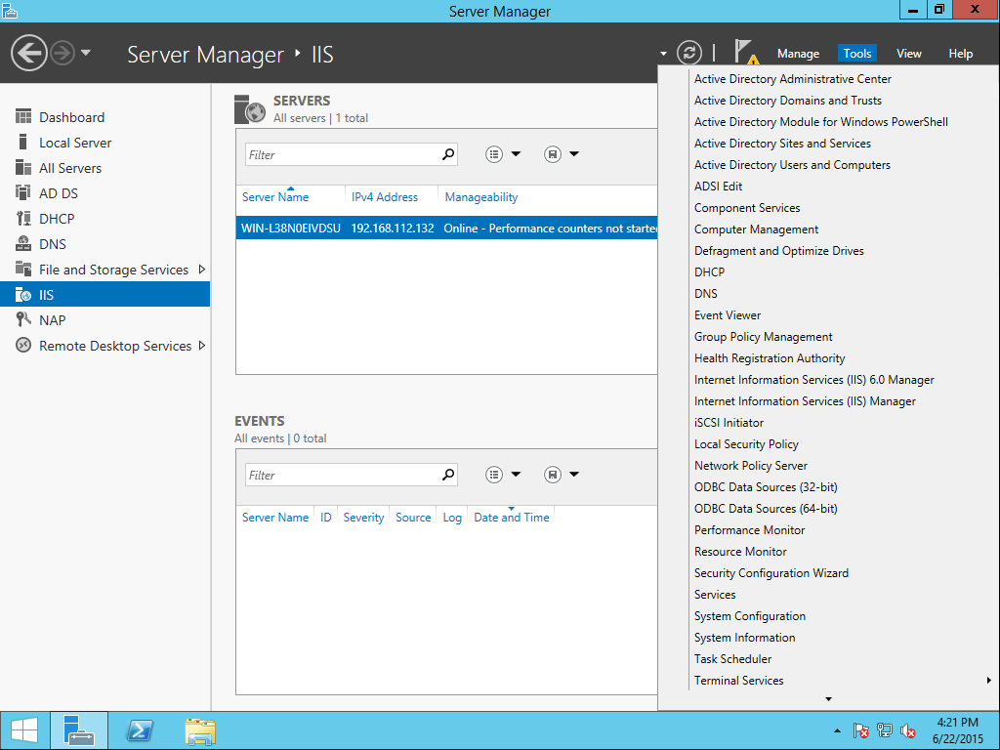 Server Manager
Server Manager ‣ IIS
Manage
Tools
View
Help
Dashboard
Local Server
All Servers
AD DS
DHCP
DNS
File and Storage Services
IIS
NAP
Remote Desktop Services
SERVERS
All servers | 1 total
Filter
Server Name IPv4 Address Manageability
WIN-L38N0EIVDSU 192.168.112.132 Online - Performance counters not started
EVENTS
All events | 0 total
Filter
Server Name ID Severity Source Log Date and Time
Active Directory Administrative Center
Active Directory Domains and Trusts
Active Directory Module for Windows PowerShell
Active Directory Sites and Services
Active Directory Users and Computers
ADSI Edit
Component Services
Computer Management
Defragment and Optimize Drives
DHCP
DNS
Event Viewer
Group Policy Management
Health Registration Authority
Internet Information Services (IIS) 6.0 Manager
Internet Information Services (IIS) Manager
iSCSI Initiator
Local Security Policy
Network Policy Server
ODBC Data Sources (32-bit)
ODBC Data Sources (64-bit)
Performance Monitor
Resource Monitor
Security Configuration Wizard
Services
System Configuration
System Information
Task Scheduler
Terminal Services
4:21 PM
6/22/2015